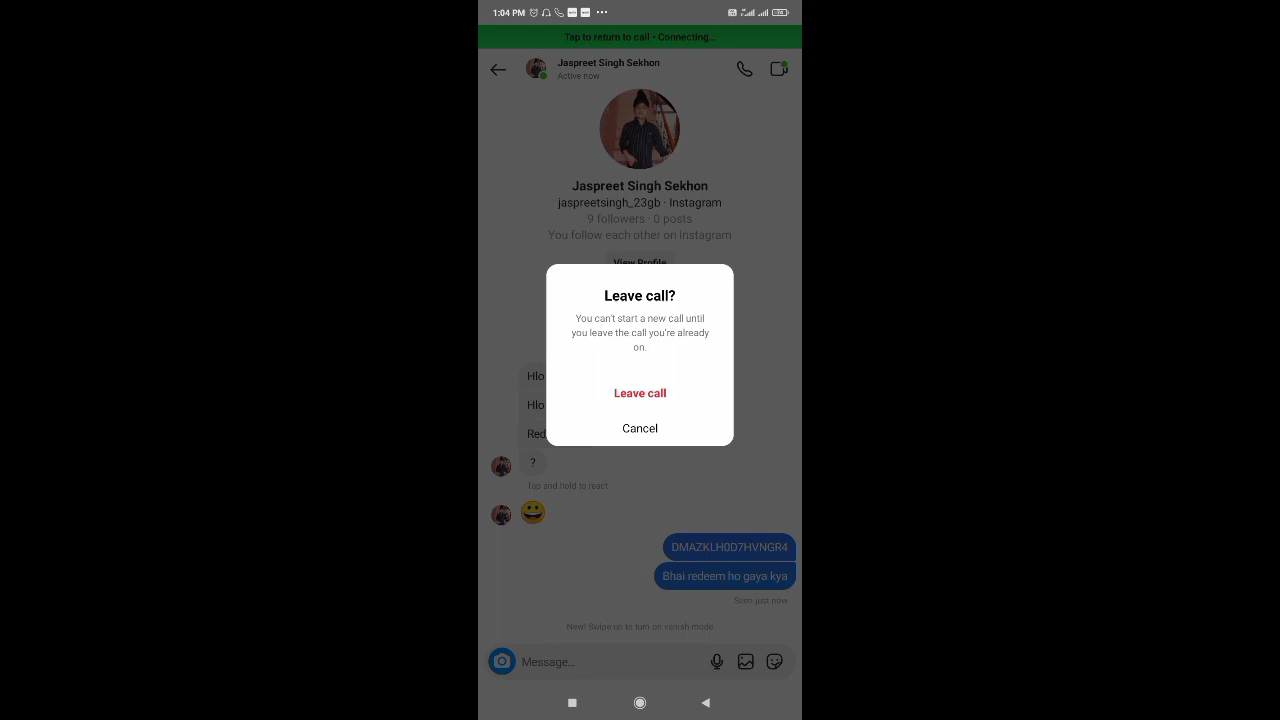 1:04 PM
Tap to return to call • Connecting...
Jaspreet Singh Sekhon
Active now
Jaspreet Singh Sekhon
jaspreetsingh_23gb · Instagram
9 followers · 0 posts
You follow each other on Instagram
View Profile
Leave call?
You can't start a new call until
you leave the call you're already
on.
Leave call
Cancel
Hlo
Hlo
Red
?
Tap and hold to react
DMAZKLH0D7HVNGR4
Bhai redeem ho gaya kya
Seen just now
New! Swipe up to turn on vanish mode
Message...